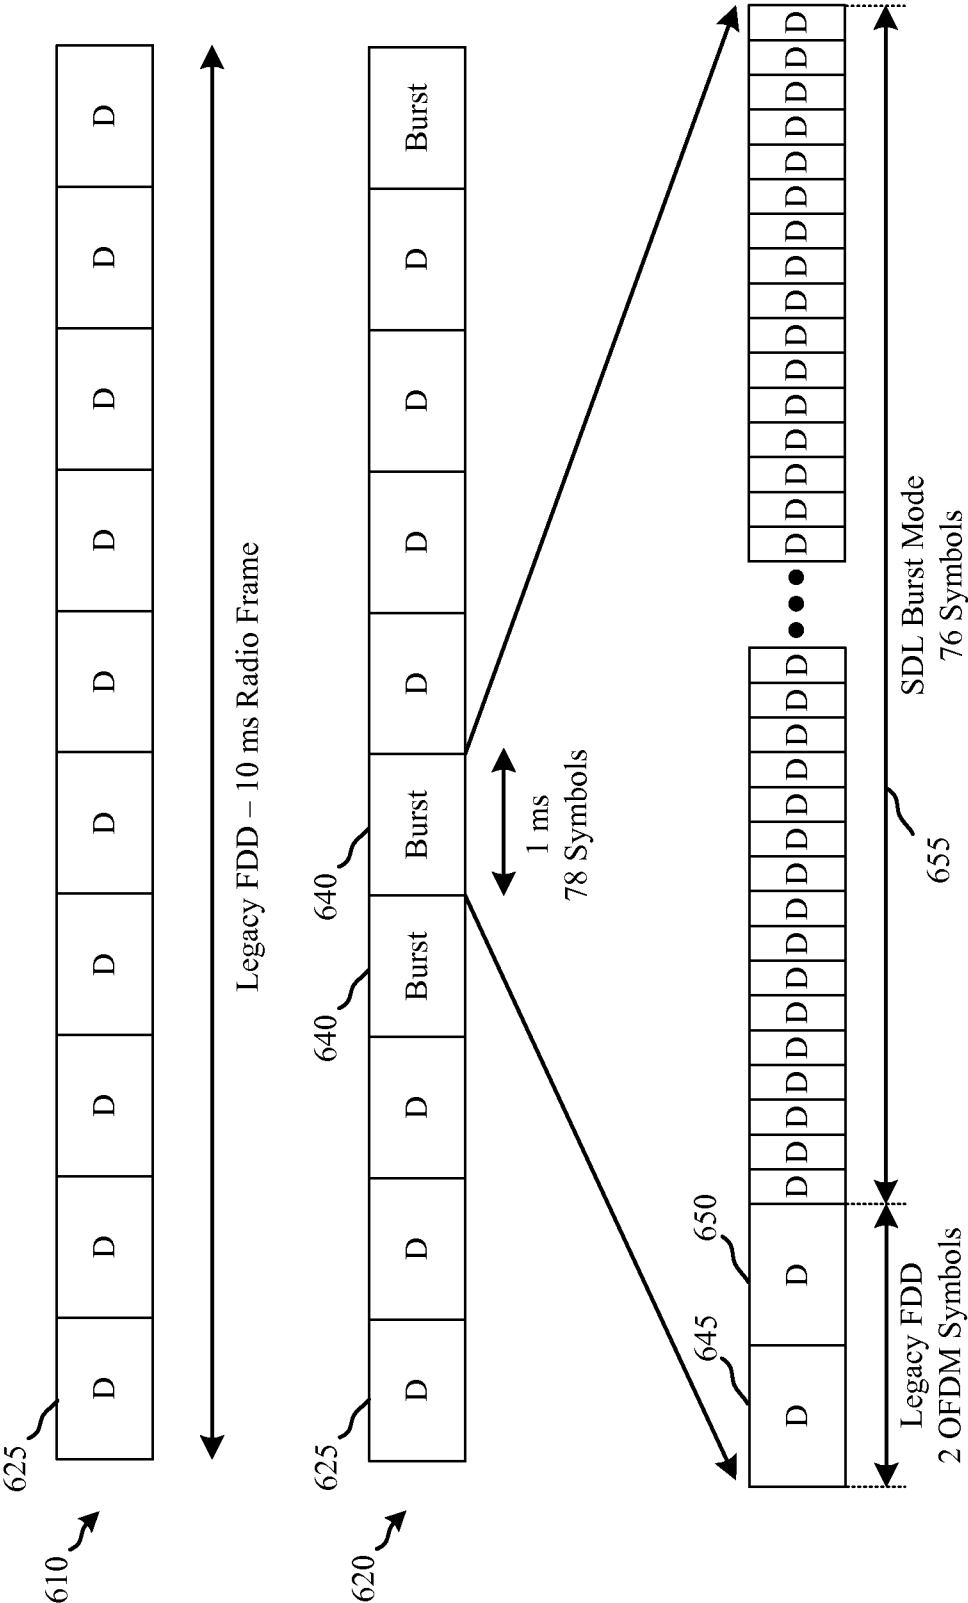 610
625
D D D D D D D D D D
Legacy FDD – 10 ms Radio Frame
620
625
640
640
D D D Burst Burst D D D D Burst
1 ms
78 Symbols
645
650
D D D D D D D D D D D D D D D D D D ••• D D D D D D D D D D D D D D D D
Legacy FDD
2 OFDM Symbols
655
SDL Burst Mode
76 Symbols